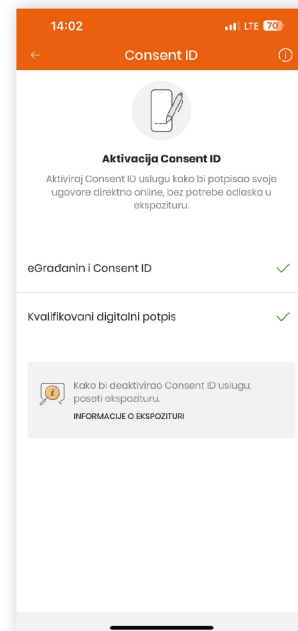 14:02
LTE 70
Consent ID
Aktivacija Consent ID
Aktiviraj Consent ID uslugu kako bi potpisao svoje
ugovore direktno online, bez potrebe odlaska u
ekspozituru.
eGrađanin i Consent ID
Kvalifikovani digitalni potpis
Kako bi deaktivirao Consent ID uslugu,
poseti ekspozituru.
INFORMACIJE O EKSPOZITURI